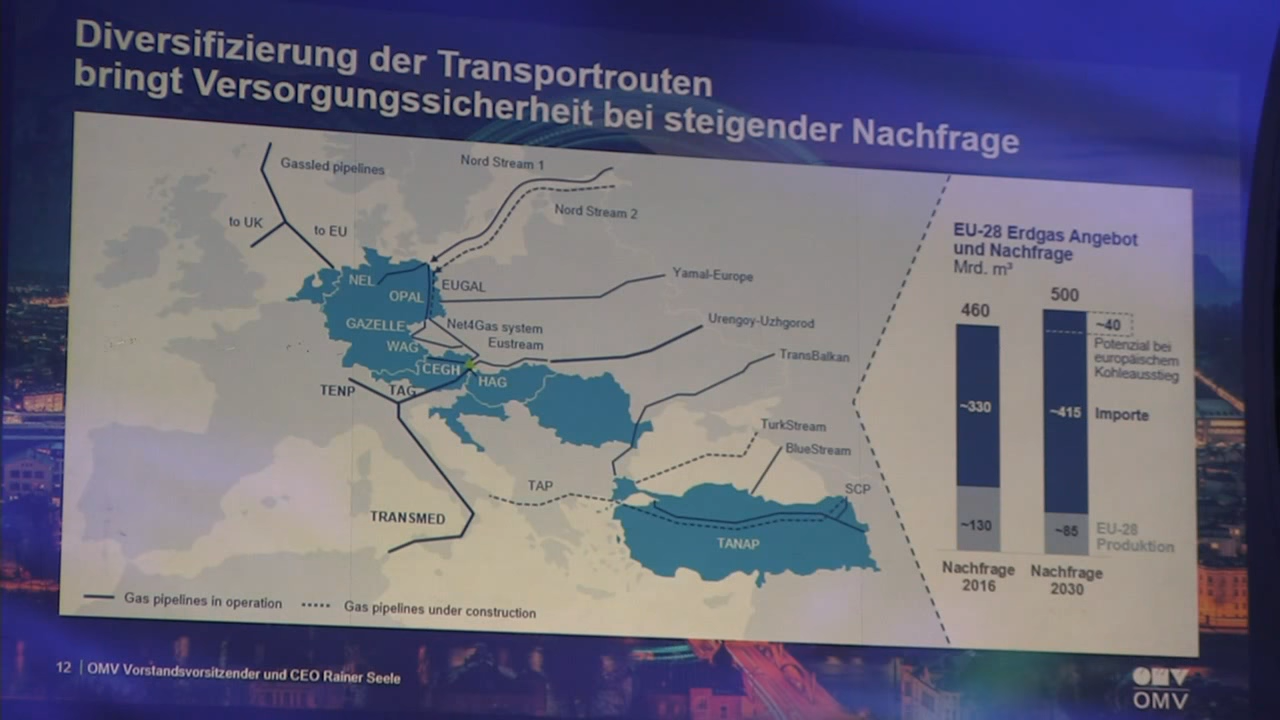 Diversifizierung der Transportrouten
bringt Versorgungssicherheit bei steigender Nachfrage
Gassled pipelines
Nord Stream 1
Nord Stream 2
to UK
to EU
NEL
OPAL
EUGAL
Yamal-Europe
GAZELLE
Net4Gas system
Urengoy-Uzhgorod
WAG
Eustream
TransBalkan
CEGH
HAG
TENP
TAG
TurkStream
BlueStream
TAP
SCP
TRANSMED
TANAP
Gas pipelines in operation
Gas pipelines under construction
EU-28 Erdgas Angebot
und Nachfrage
Mrd. m³
460
500
~40
Potenzial bei
europäischem
Kohleausstieg
~330
~415
Importe
~130
~85
EU-28
Produktion
Nachfrage
2016
Nachfrage
2030
12 | OMV Vorstandsvorsitzender und CEO Rainer Seele
OMV
OMV